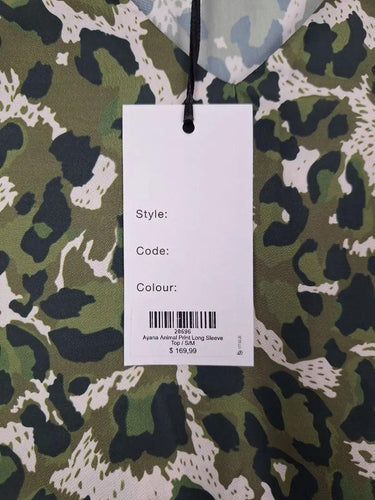 Style:
Code:
Colour:
28696
Ayana Animal Print Long Sleeve
Top / S/M
$ 169,99